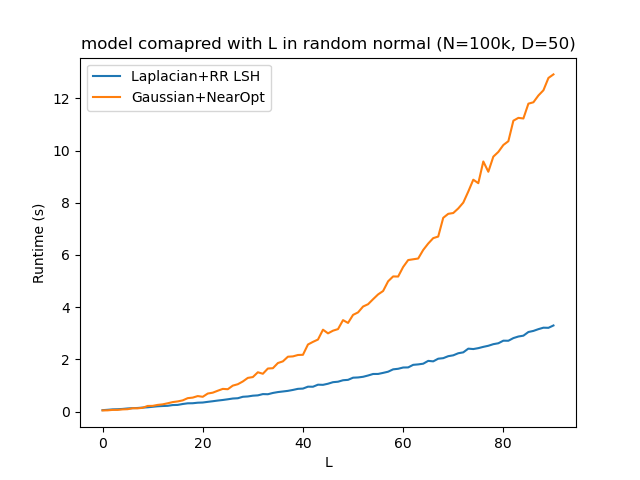 model comapred with L in random normal (N=100k, D=50)
Laplacian+RR LSH
Gaussian+NearOpt
Runtime (s)
12
10
8
6
4
2
0
0 20 40 60 80
L